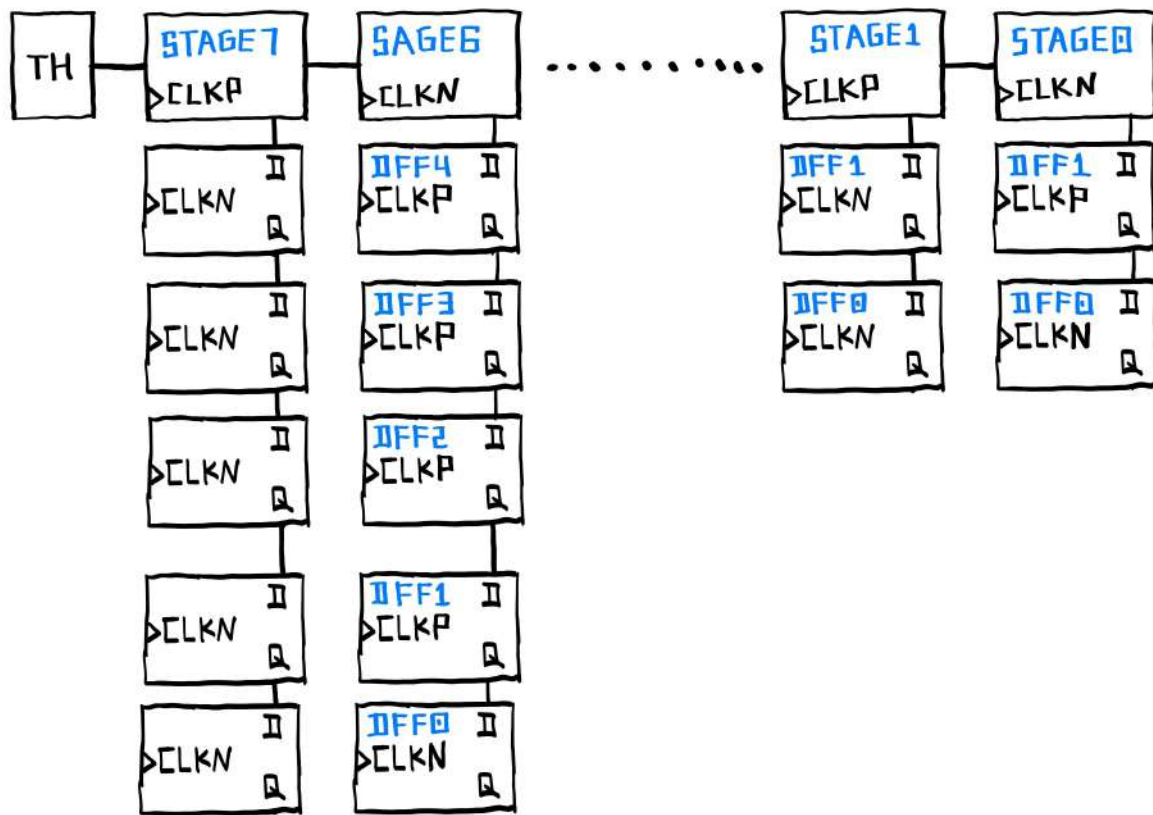 TH
STAGE7
CLKP
SAGE6
CLKN
STAGE1
CLKP
STAGE0
CLKN
D
CLKN
Q
DFF4 D
CLKP
Q
DFF1 D
CLKN
Q
DFF1 D
CLKP
Q
D
CLKN
Q
DFF3 D
CLKP
Q
DFF0 D
CLKN
Q
DFF0 D
CLKN
Q
D
CLKN
Q
DFF2 D
CLKP
Q
D
CLKN
Q
DFF1 D
CLKP
Q
D
CLKN
Q
DFF0 D
CLKN
Q